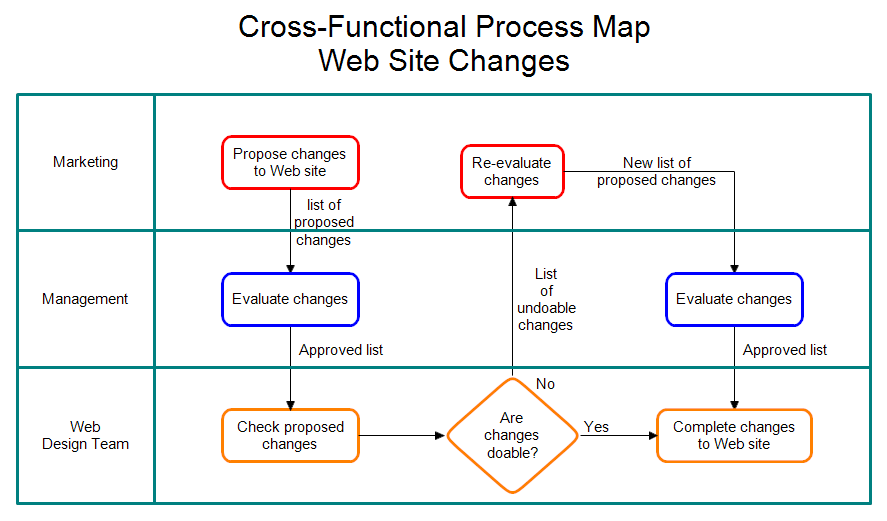 Cross-Functional Process Map
Web Site Changes
Marketing
Propose changes
to Web site
list of
proposed
changes
Re-evaluate
changes
New list of
proposed changes
Management
Evaluate changes
Approved list
List
of
undoable
changes
Evaluate changes
Approved list
Web
Design Team
Check proposed
changes
Are
changes
doable?
No
Yes
Complete changes
to Web site